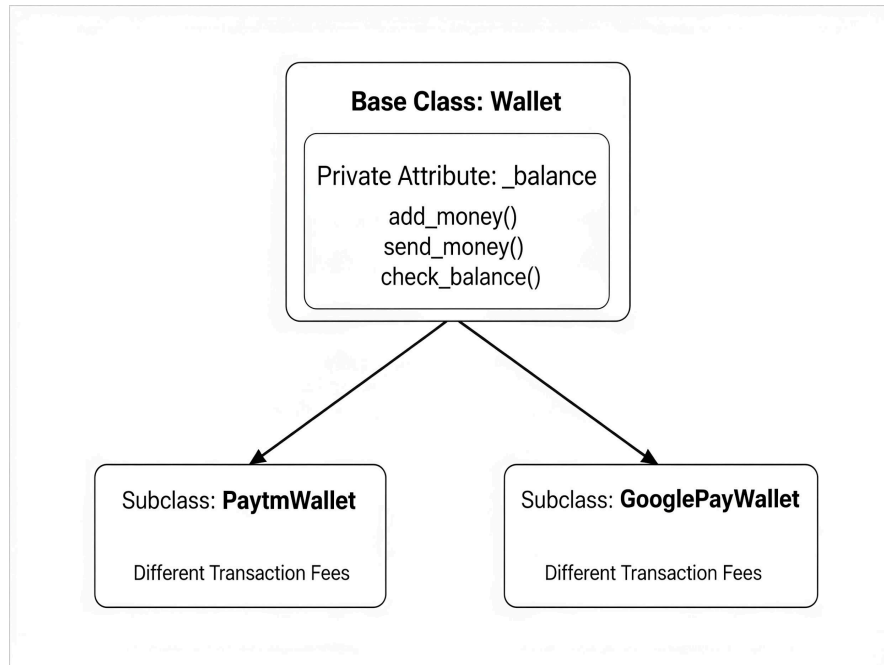 Base Class: Wallet
Private Attribute: _balance
add_money()
send_money()
check_balance()
Subclass: PaytmWallet
Different Transaction Fees
Subclass: GooglePayWallet
Different Transaction Fees